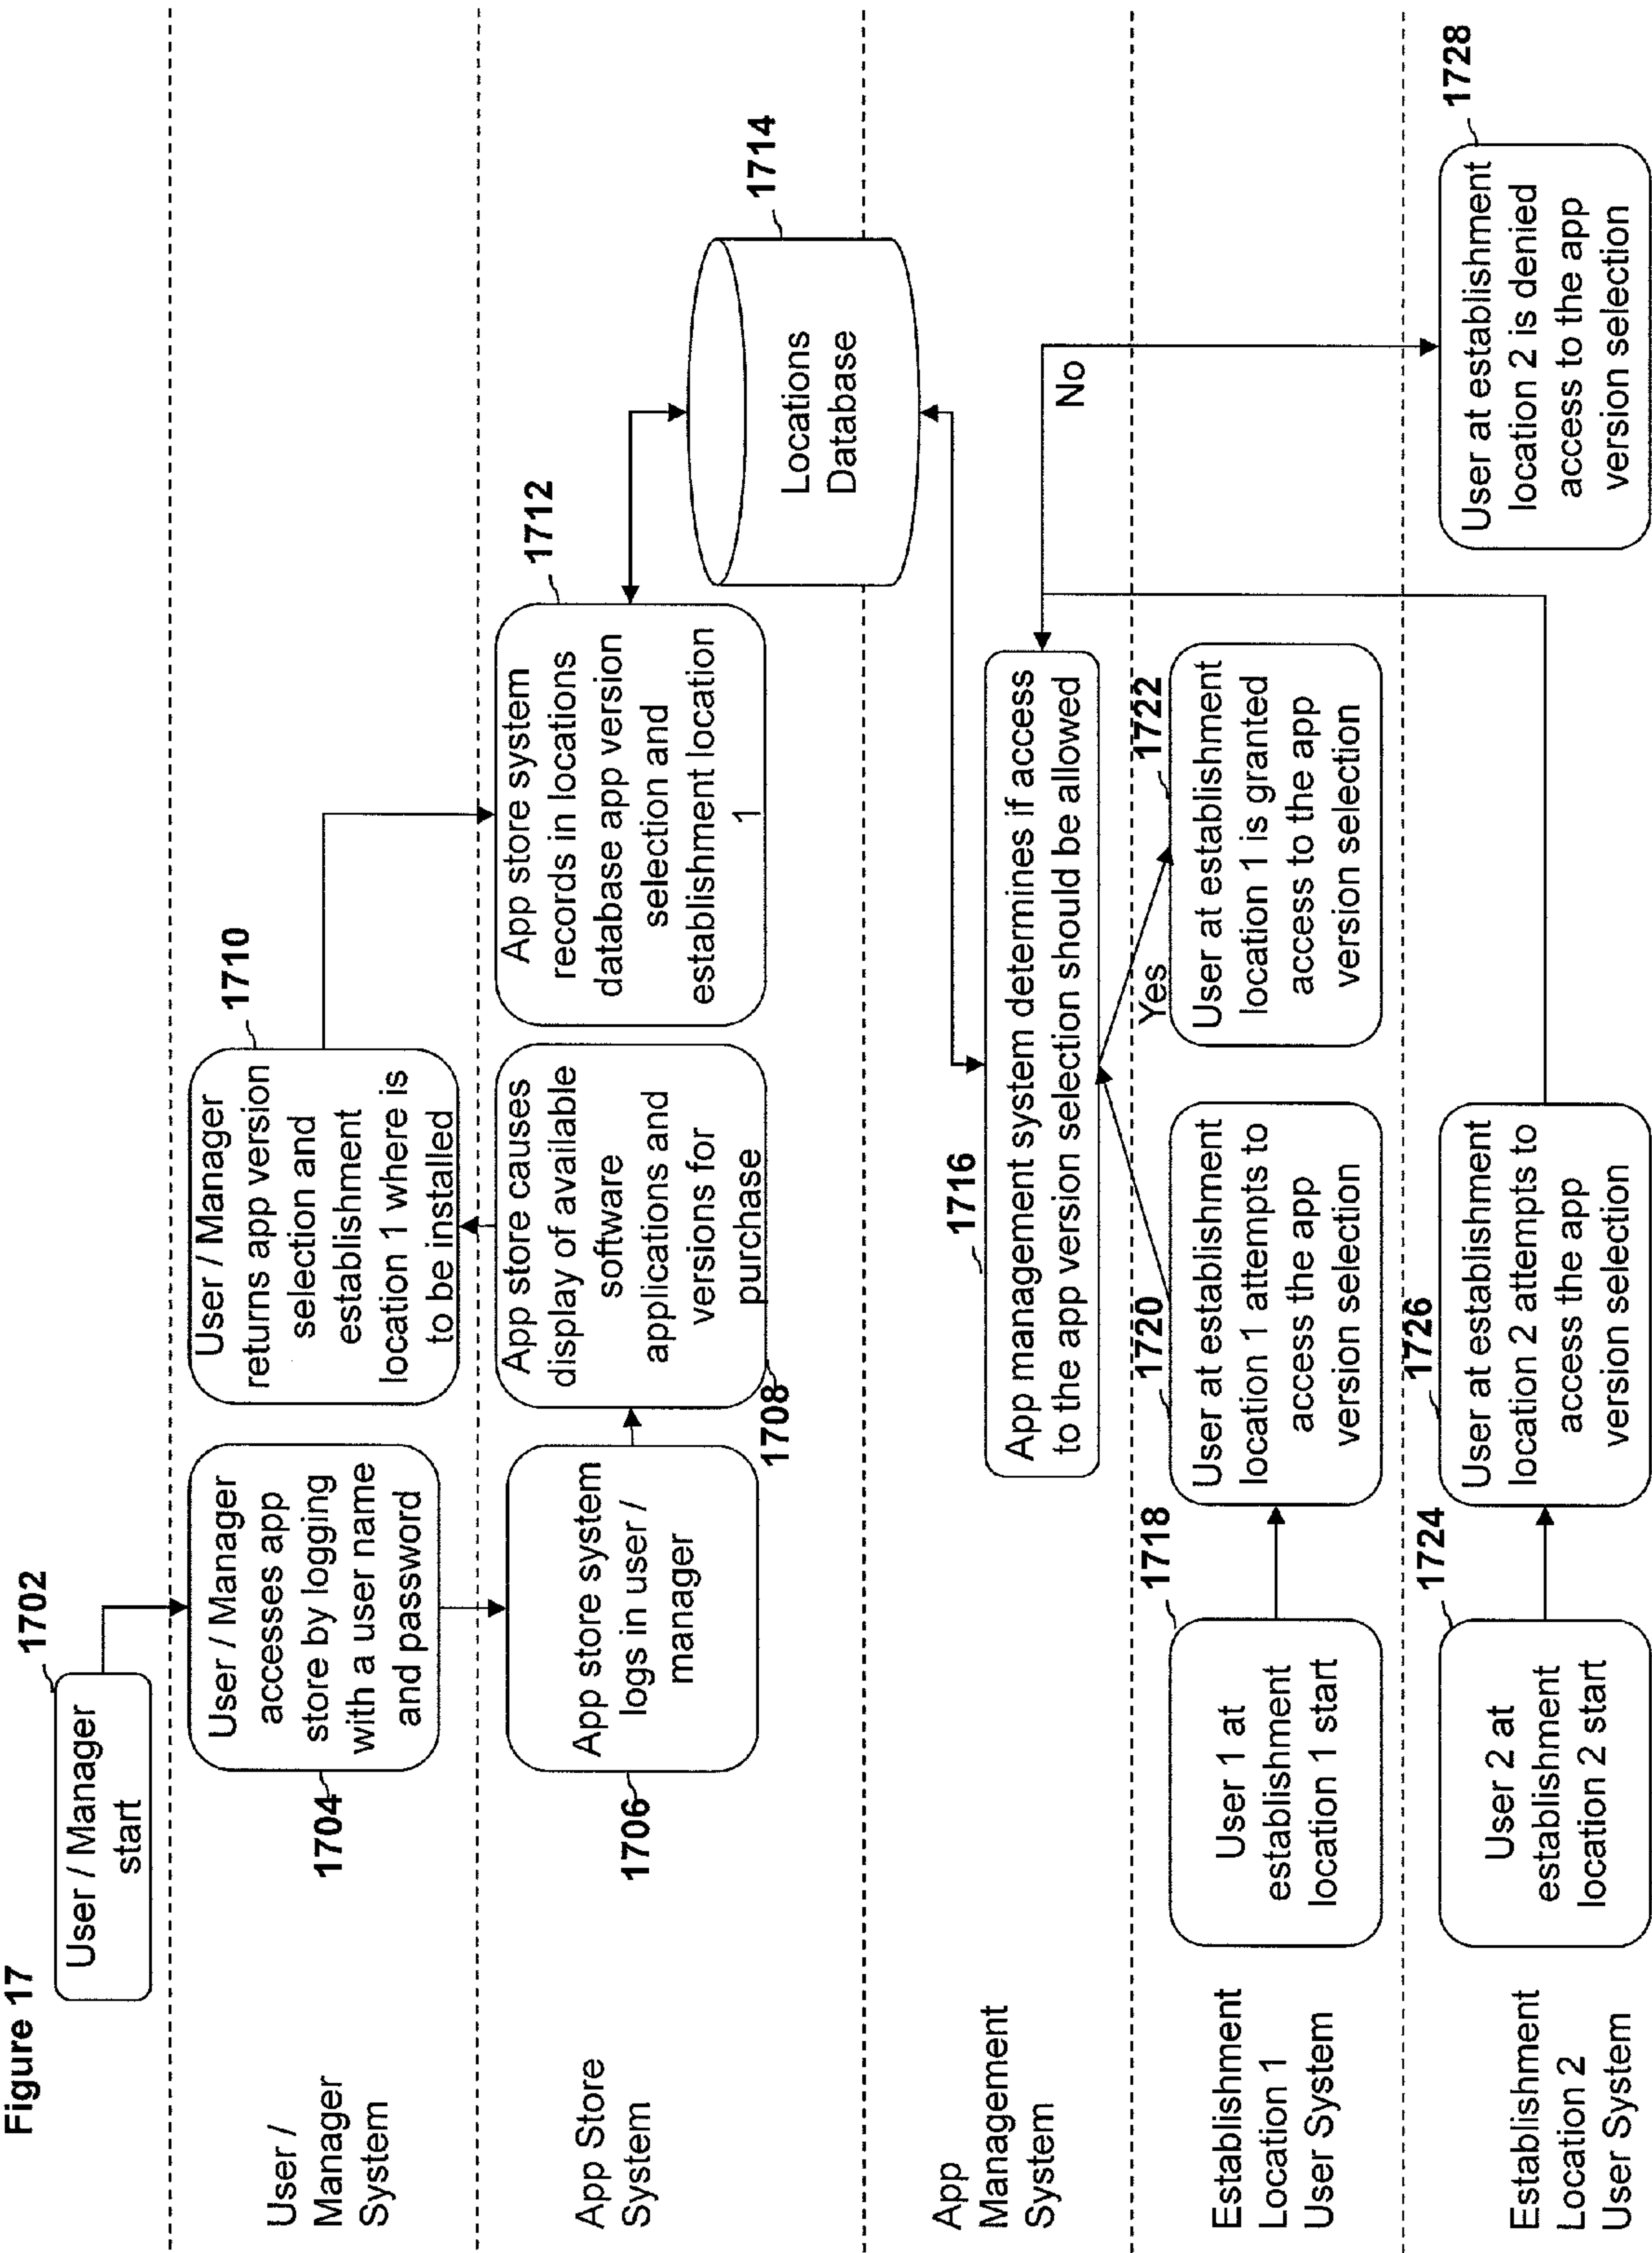 Figure 17
User / Manager
start
1702
User /
Manager
System
User / Manager
accesses app
store by logging
with a user name
and password
1704
User / Manager
returns app version
selection and
establishment
location 1 where is
to be installed
1710
App Store
System
App store system
logs in user /
manager
1706
App store causes
display of available
software
applications and
versions for
purchase
1708
App store system
records in locations
database app version
selection and
establishment location
1
1712
Locations
Database
1714
App
Management
System
1716
App management system determines if access
to the app version selection should be allowed
No
Yes
Establishment
Location 1
User System
User 1 at
establishment
location 1 start
1718
User at establishment
location 1 attempts to
access the app
version selection
1720
User at establishment
location 1 is granted
access to the app
version selection
1722
Establishment
Location 2
User System
User 2 at
establishment
location 2 start
1724
User at establishment
location 2 attempts to
access the app
version selection
1726
User at establishment
location 2 is denied
access to the app
version selection
1728